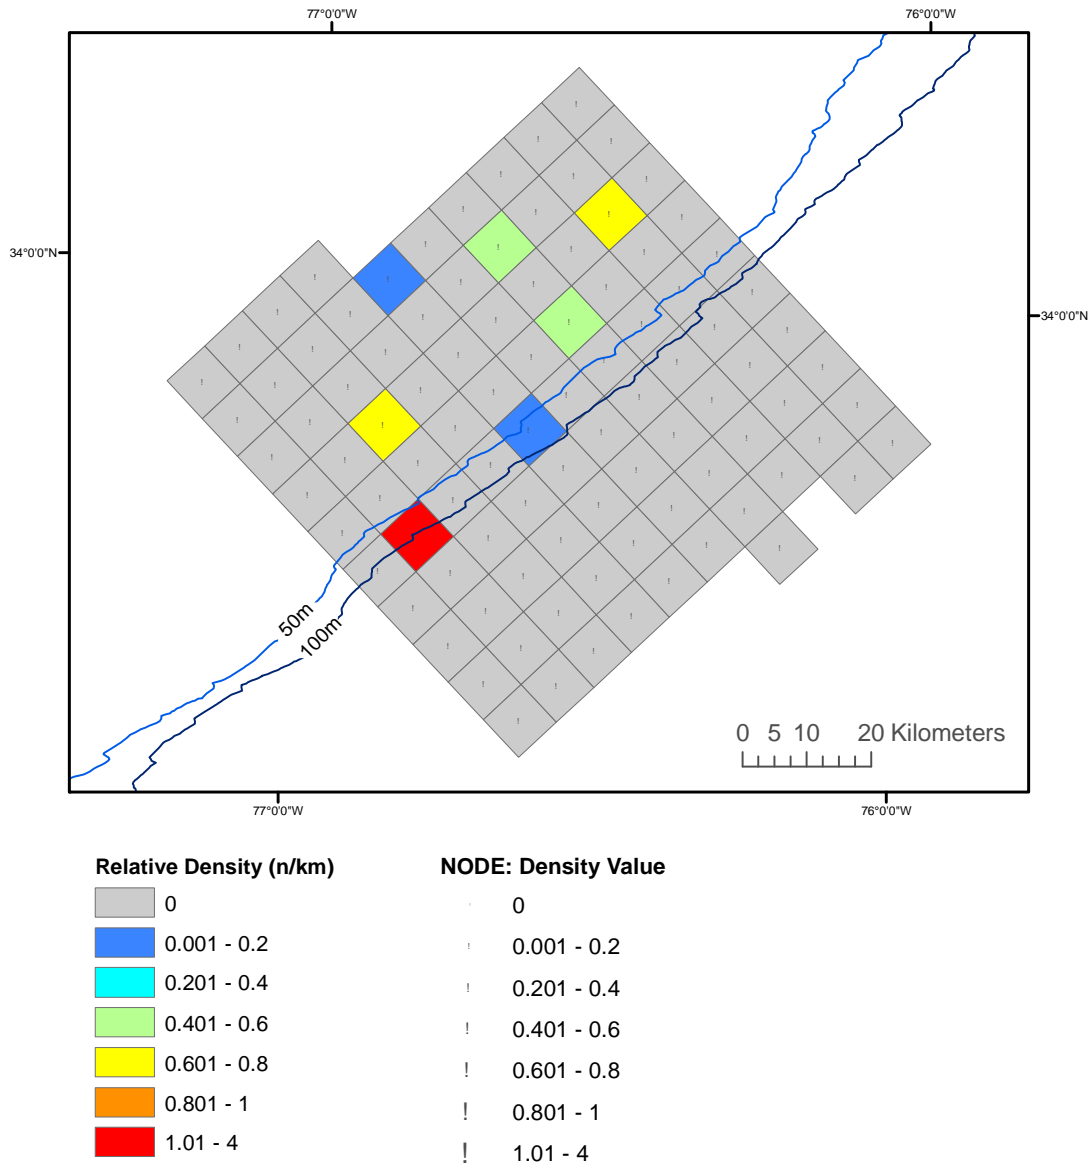 77°0'0"W 76°0'0"W
34°0'0"N
34°0'0"N
50m
100m
0 5 10 20 Kilometers
77°0'0"W 76°0'0"W
Relative Density (n/km) NODE: Density Value
0 0
0.001 - 0.2 ! 0.001 - 0.2
0.201 - 0.4 ! 0.201 - 0.4
0.401 - 0.6 ! 0.401 - 0.6
0.601 - 0.8 ! 0.601 - 0.8
0.801 - 1 ! 0.801 - 1
1.01 - 4 ! 1.01 - 4